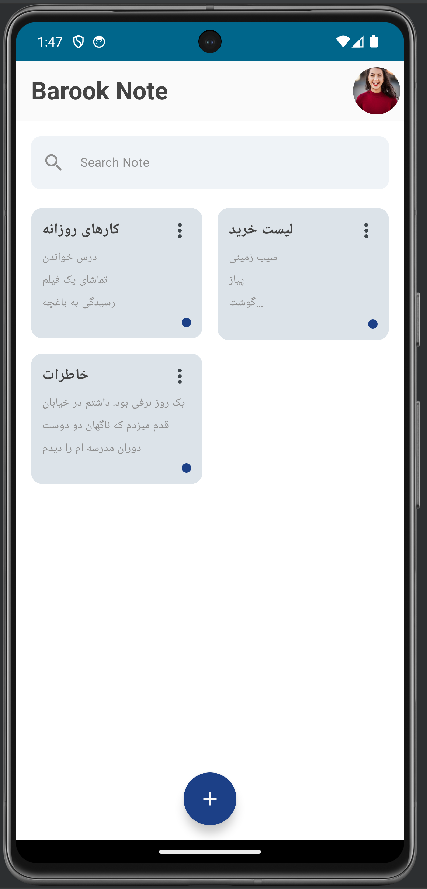 1:47
Barook Note
Search Note
کارهای روزانه
درس خواندن
تماشای یک فیلم
رسیدگی به باغچه
لیست خرید
سیب زمینی
پیاز
گوشت...
خاطرات
یک روز برفی بود. داشتم در خیابان
قدم میزدم که ناگهان دو دوست
دوران مدرسه ام را دیدم